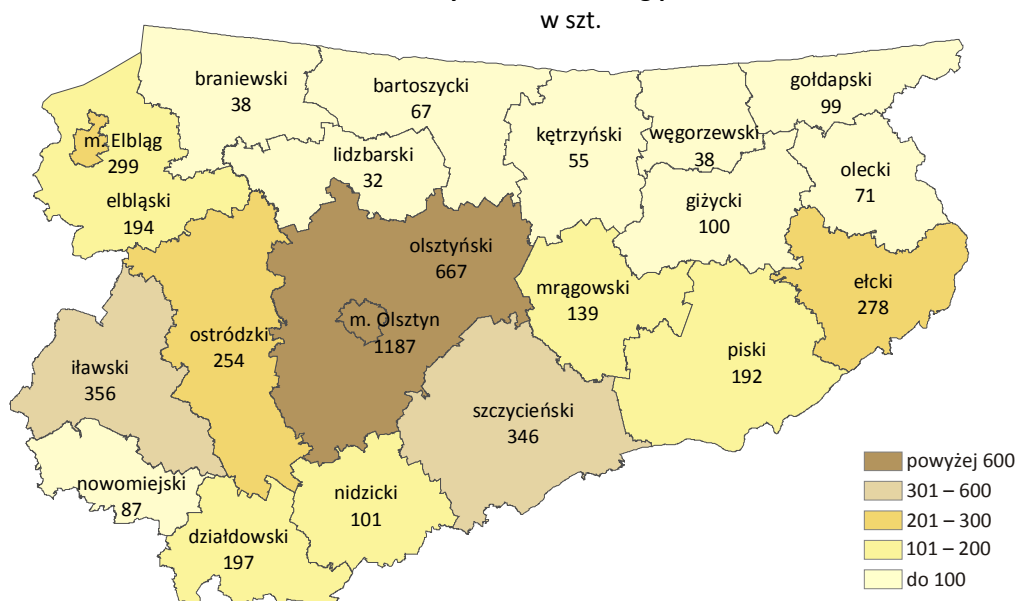 w szt.
braniewski
38
bartoszycki
67
gołdapski
99
m. Elbląg
299
kętrzyński
55
węgorzewski
38
lidzbarski
32
olecki
71
elbląski
194
giżycki
100
olsztyński
667
ełcki
278
mrągowski
139
m. Olsztyn
1187
ostródzki
254
piski
192
iławski
356
szczycieński
346
nowomiejski
87
nidzicki
101
działdowski
197
powyżej 600
301 – 600
201 – 300
101 – 200
do 100